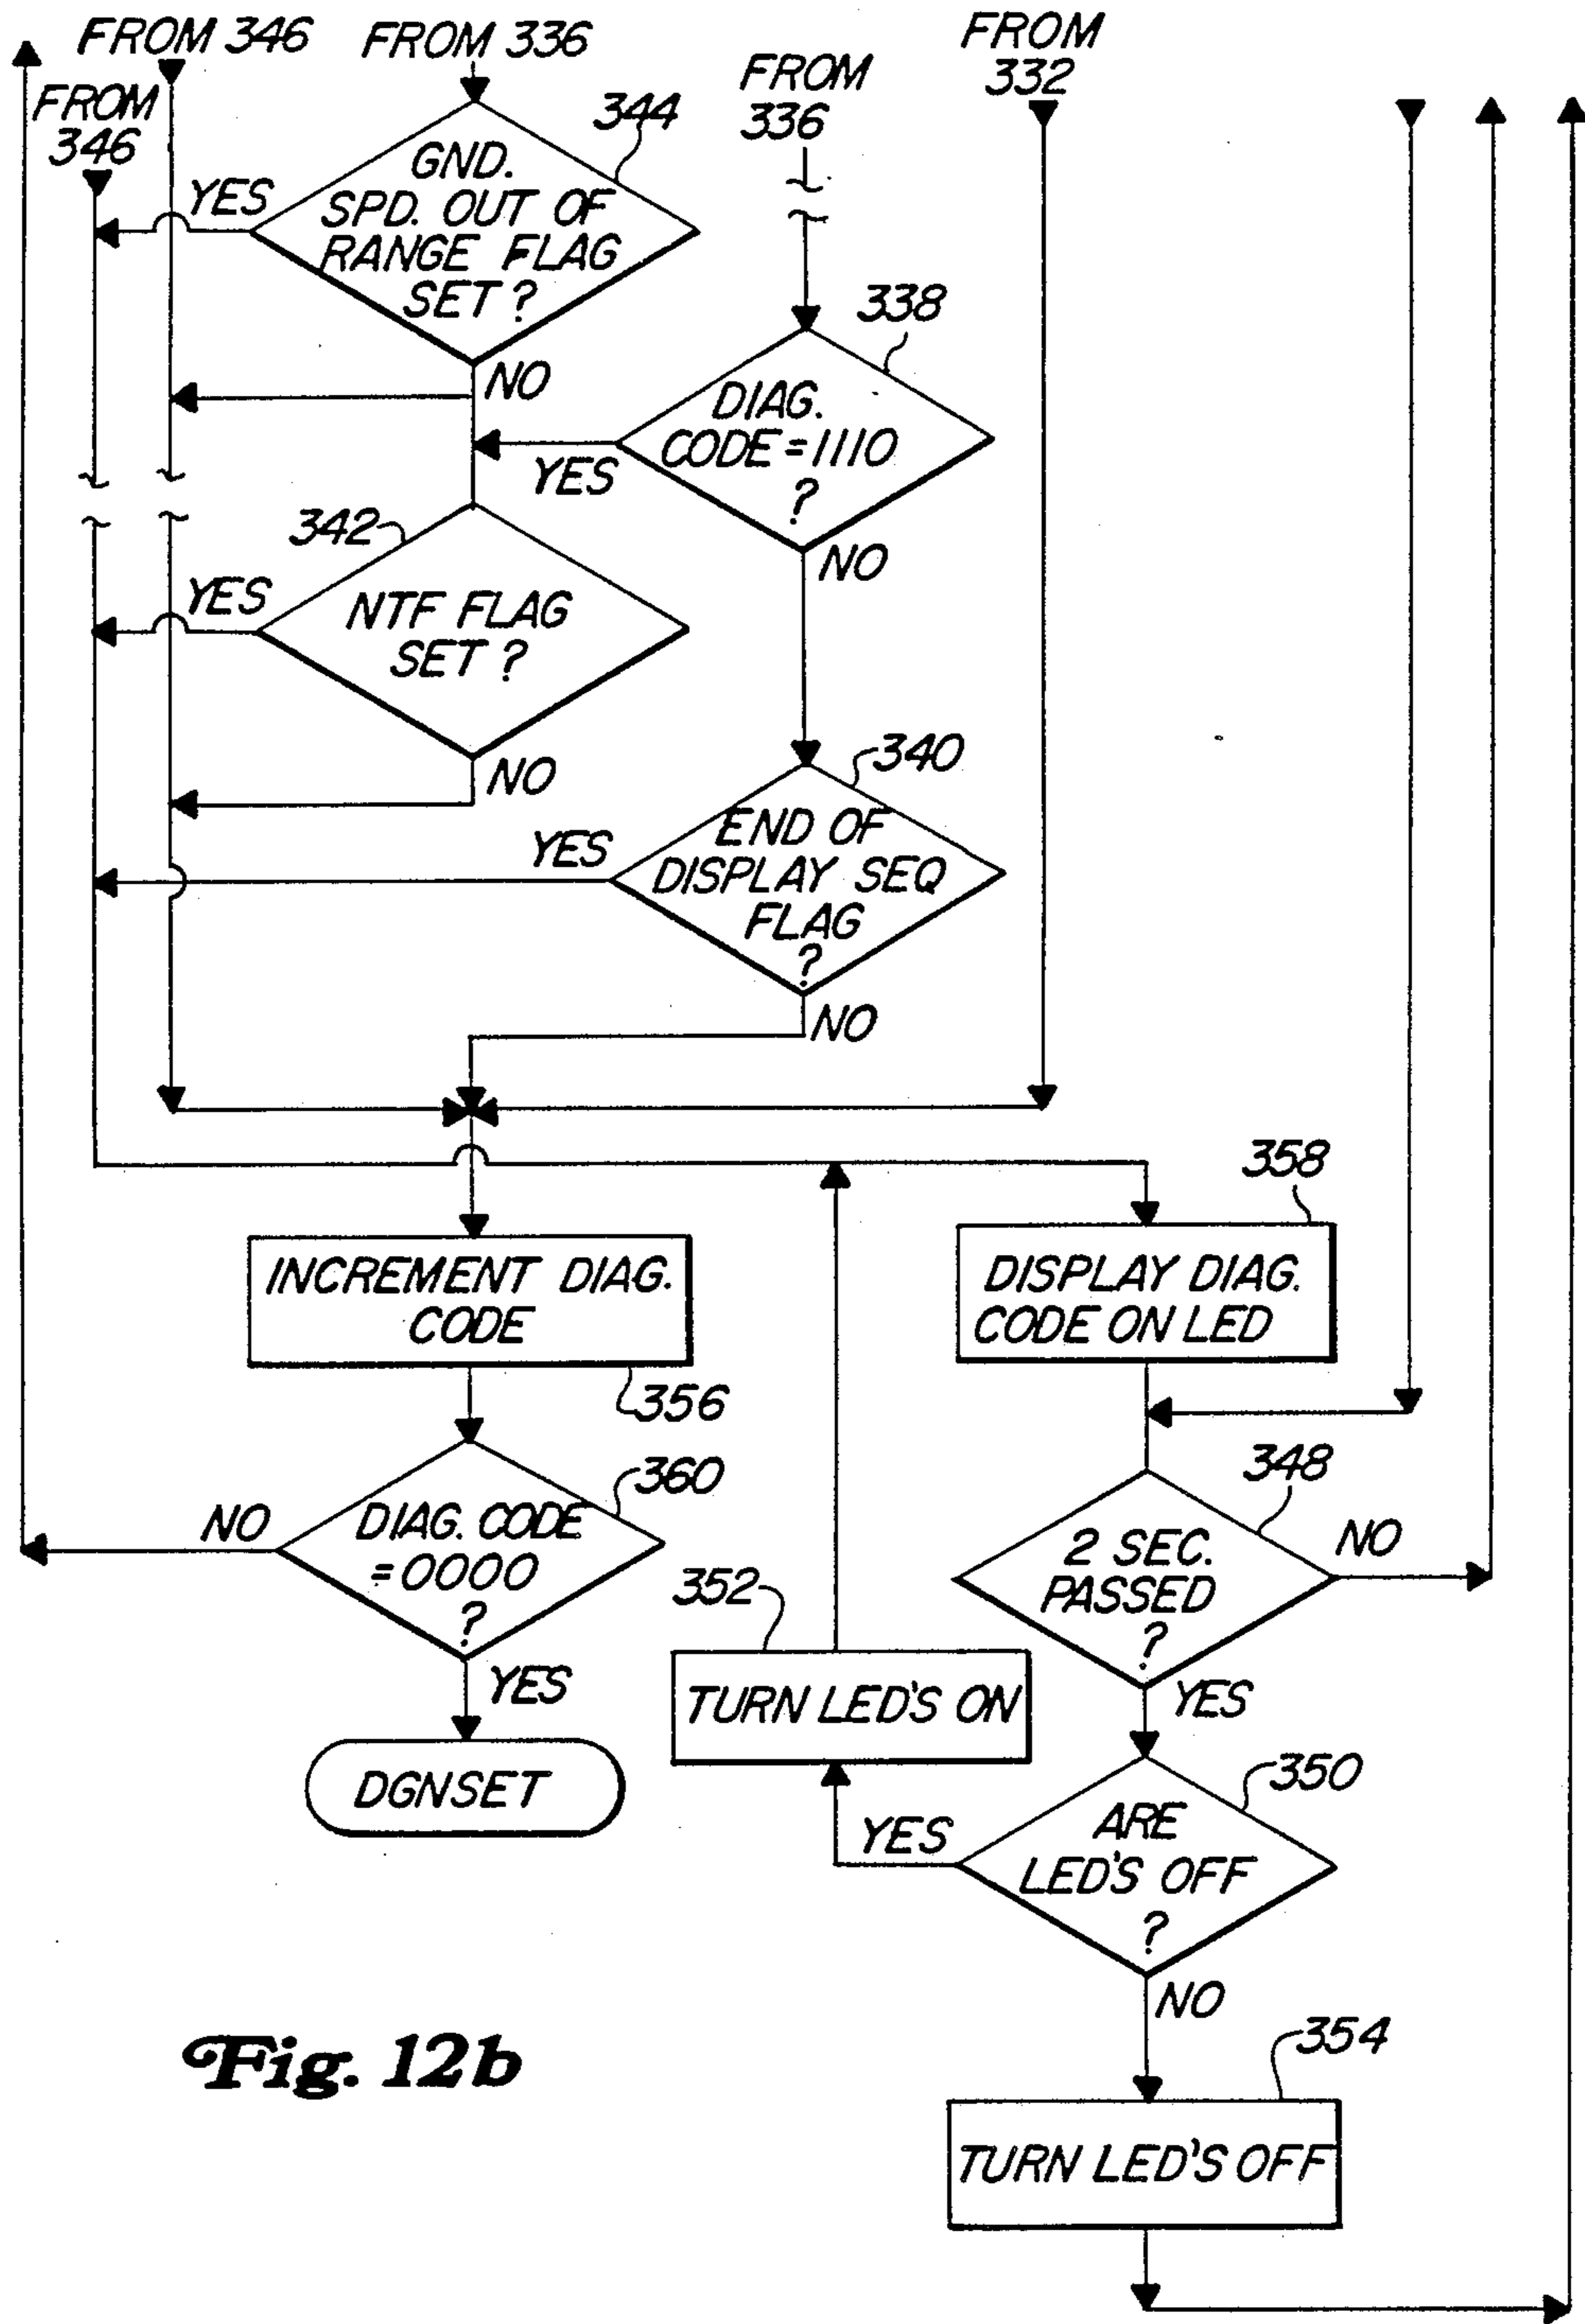 FROM 346
FROM 336
FROM
332
FROM
346
FROM
336
344
GND.
SPD. OUT OF
RANGE FLAG
SET ?
YES
NO
338
DIAG.
CODE = 1110
?
YES
NO
342
NTF FLAG
SET ?
YES
NO
340
END OF
DISPLAY SEQ
FLAG
?
YES
NO
358
INCREMENT DIAG.
CODE
356
DISPLAY DIAG.
CODE ON LED
360
DIAG. CODE
= 0000
?
NO
YES
DGNSET
348
2 SEC.
PASSED
?
NO
YES
352
TURN LED'S ON
350
ARE
LED'S OFF
?
YES
NO
354
TURN LED'S OFF
Fig. 12b